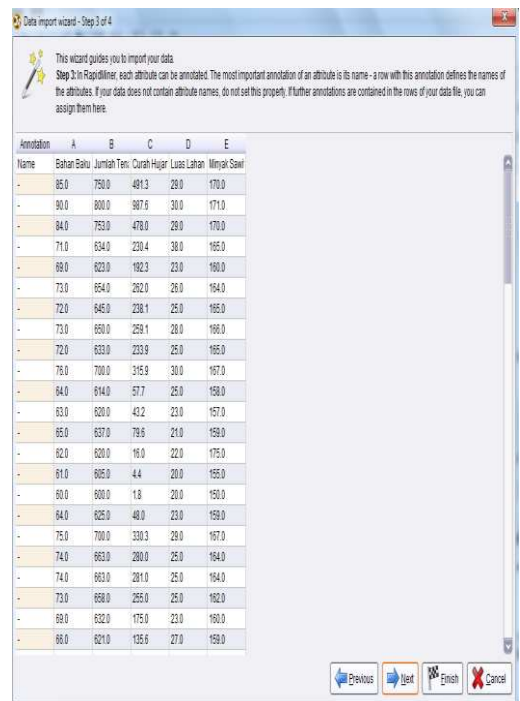 Data import wizard - Step 3 of 4
This wizard guides you to import your data.
Step 3: In RapidMiner, each attribute can be annotated. The most important annotation of an attribute is its name - a row with this annotation defines the names of
the attributes. If your data does not contain attribute names, do not set this property. If further annotations are contained in the rows of your data file, you can
assign them here.
Annotation A B C D E
Name Bahan Baku Jumlah Ten: Curah Hujar Luas Lahan Minyak Sawi
- 85.0 750.0 491.3 29.0 170.0
- 90.0 800.0 987.6 30.0 171.0
- 84.0 753.0 478.0 29.0 170.0
- 71.0 634.0 230.4 38.0 165.0
- 69.0 623.0 192.3 23.0 160.0
- 73.0 654.0 262.0 26.0 164.0
- 72.0 645.0 238.1 25.0 165.0
- 73.0 650.0 259.1 28.0 166.0
- 72.0 633.0 233.9 25.0 165.0
- 76.0 700.0 315.9 30.0 167.0
- 64.0 614.0 57.7 25.0 158.0
- 63.0 620.0 43.2 23.0 157.0
- 65.0 637.0 79.6 21.0 159.0
- 62.0 620.0 16.0 22.0 175.0
- 61.0 605.0 4.4 20.0 155.0
- 60.0 600.0 1.8 20.0 150.0
- 64.0 625.0 48.0 23.0 159.0
- 75.0 700.0 330.3 29.0 167.0
- 74.0 663.0 280.0 25.0 164.0
- 74.0 663.0 281.0 25.0 164.0
- 73.0 658.0 255.0 25.0 162.0
- 69.0 632.0 175.0 23.0 160.0
- 66.0 621.0 135.6 27.0 159.0
Previous Next Finish Cancel